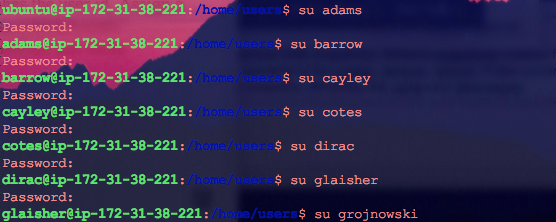 ubuntu@ip-172-31-38-221:/home/users$ su adams
Password:
adams@ip-172-31-38-221:/home/users$ su barrow
Password:
barrow@ip-172-31-38-221:/home/users$ su cayley
Password:
cayley@ip-172-31-38-221:/home/users$ su cotes
Password:
cotes@ip-172-31-38-221:/home/users$ su dirac
Password:
dirac@ip-172-31-38-221:/home/users$ su glaisher
Password:
glaisher@ip-172-31-38-221:/home/users$ su grojnowski